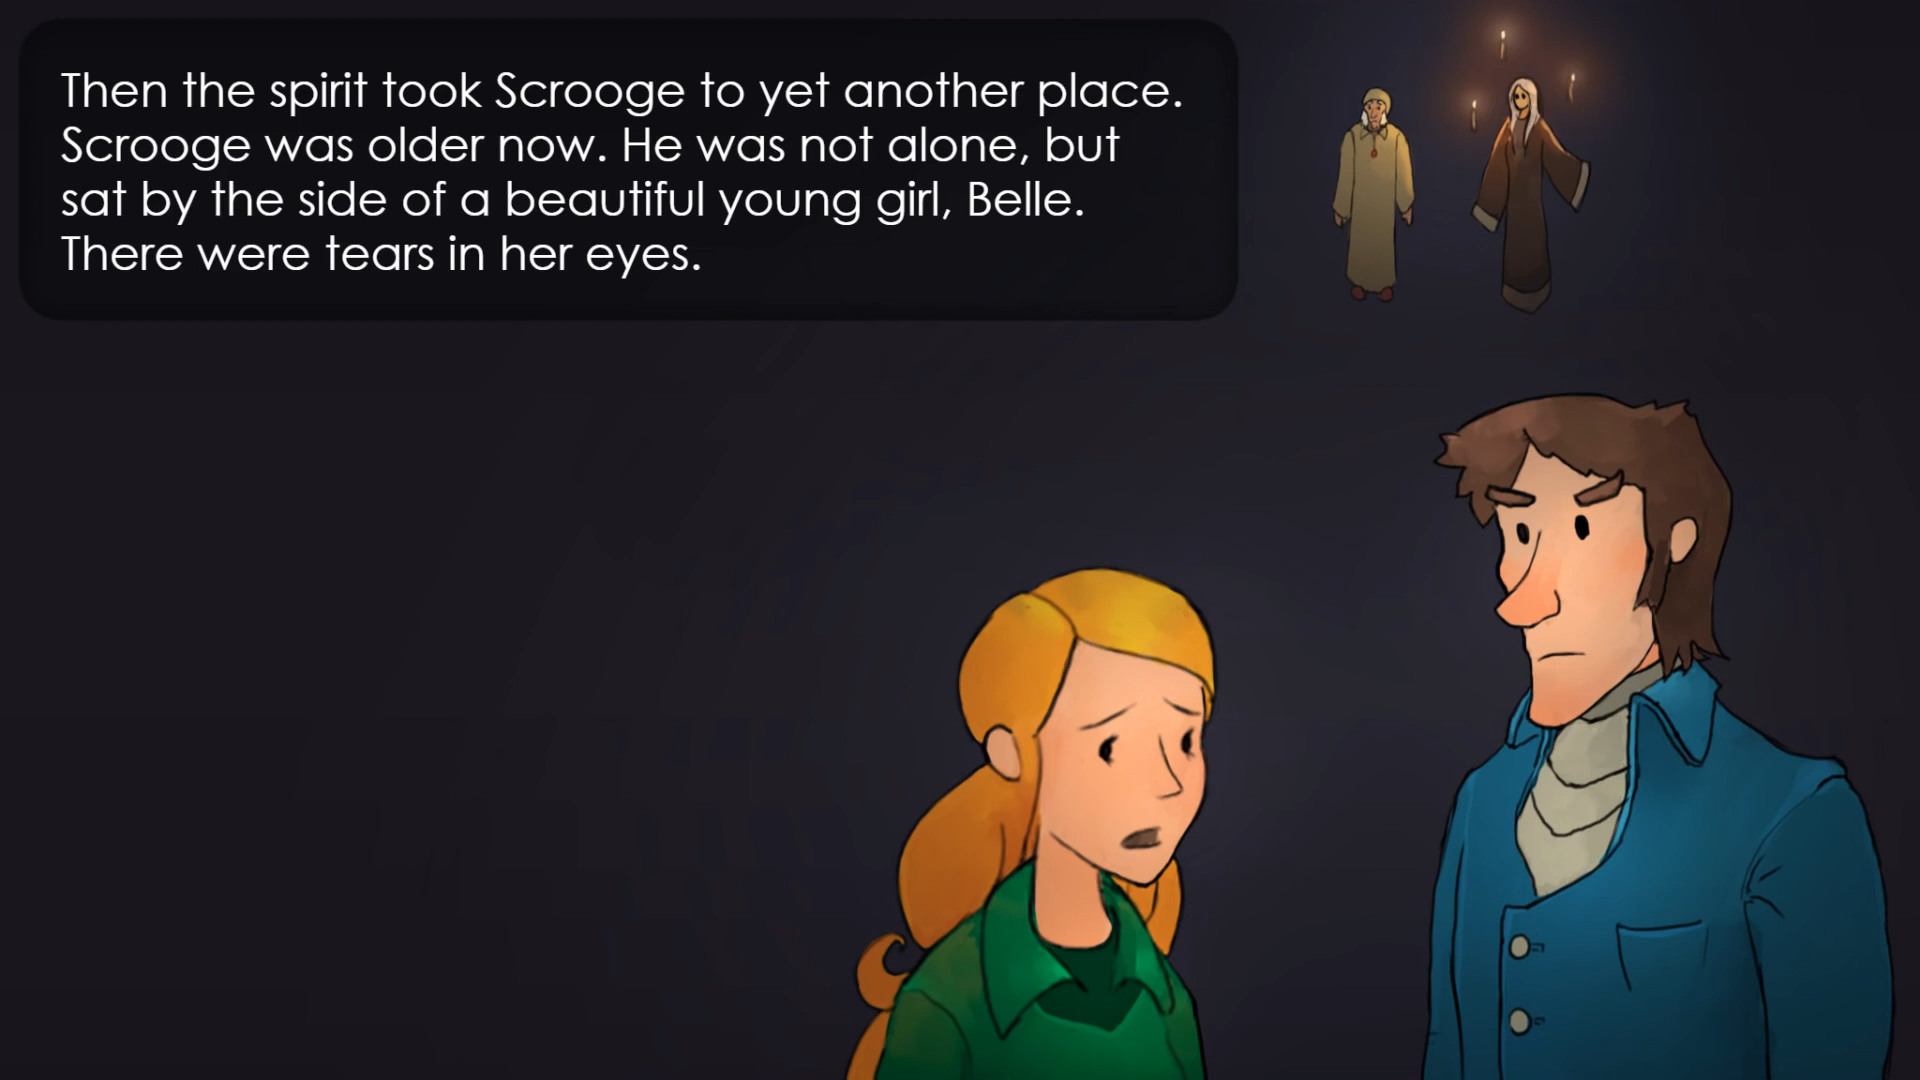 Then the spirit took Scrooge to yet another place.
Scrooge was older now. He was not alone, but
sat by the side of a beautiful young girl, Belle.
There were tears in her eyes.